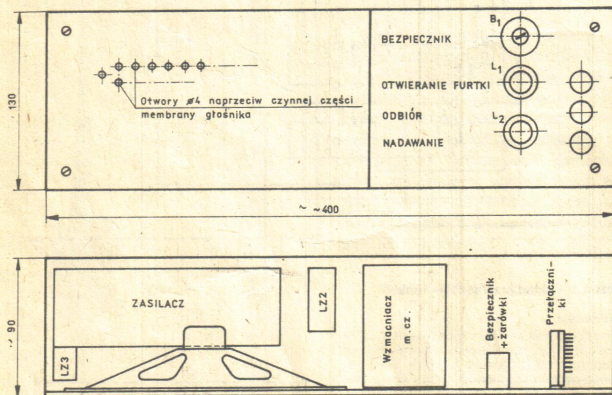 BEZPIECZNIK
B1
OTWIERANIE FURTKI
L1
ODBIÓR
L2
NADAWANIE
Otwory ø4 naprzeciw czynnej części
membrany głośnika
130
~ ~400
~ 90
ZASILACZ
LZ2
LZ3
Wzmacniacz
m.cz.
Bezpiecznik
+żarówki
Przełączni-
ki